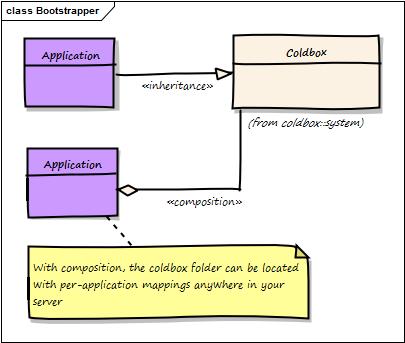 class Bootstrapper
Application
Coldbox
«inheritance»
(from coldbox::system)
Application
«composition»
With composition, the coldbox folder can be located
with per-application mappings anywhere in your
server